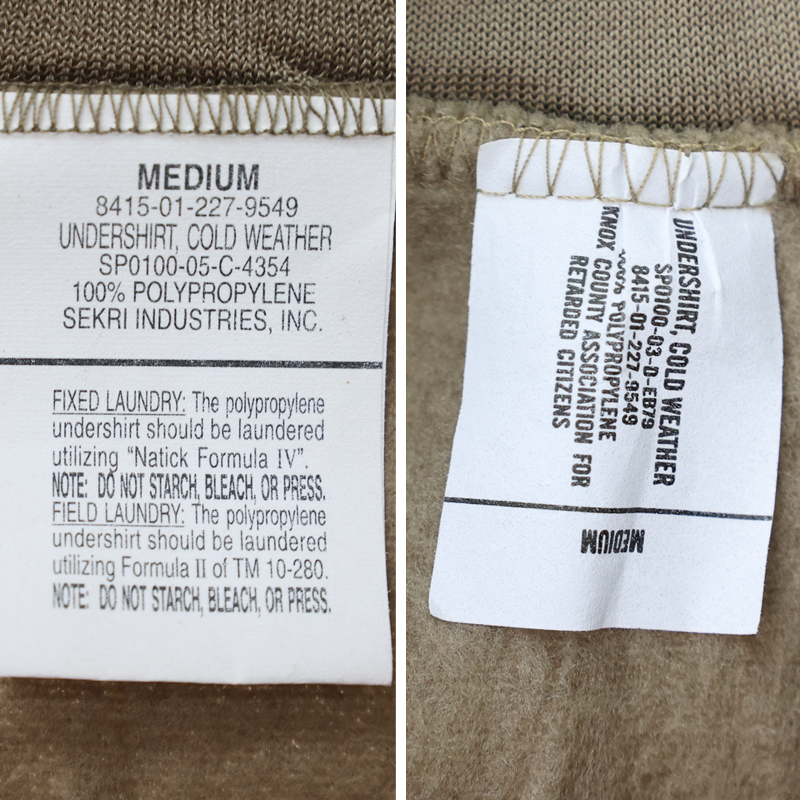 MEDIUM
8415-01-227-9549
UNDERSHIRT, COLD WEATHER
SP0100-05-C-4354
100% POLYPROPYLENE
SEKRI INDUSTRIES, INC.
FIXED LAUNDRY: The polypropylene
undershirt should be laundered
utilizing "Natick Formula IV".
NOTE: DO NOT STARCH, BLEACH, OR PRESS.
FIELD LAUNDRY: The polypropylene
undershirt should be laundered
utilizing Formula II of TM 10-280.
NOTE: DO NOT STARCH, BLEACH, OR PRESS.
UNDERSHIRT, COLD WEATHER
SP0100-03-D-EB79
8415-01-227-9549
100% POLYPROPYLENE
KNOX COUNTY ASSOCIATION FOR
RETARDED CITIZENS
MEDIUM